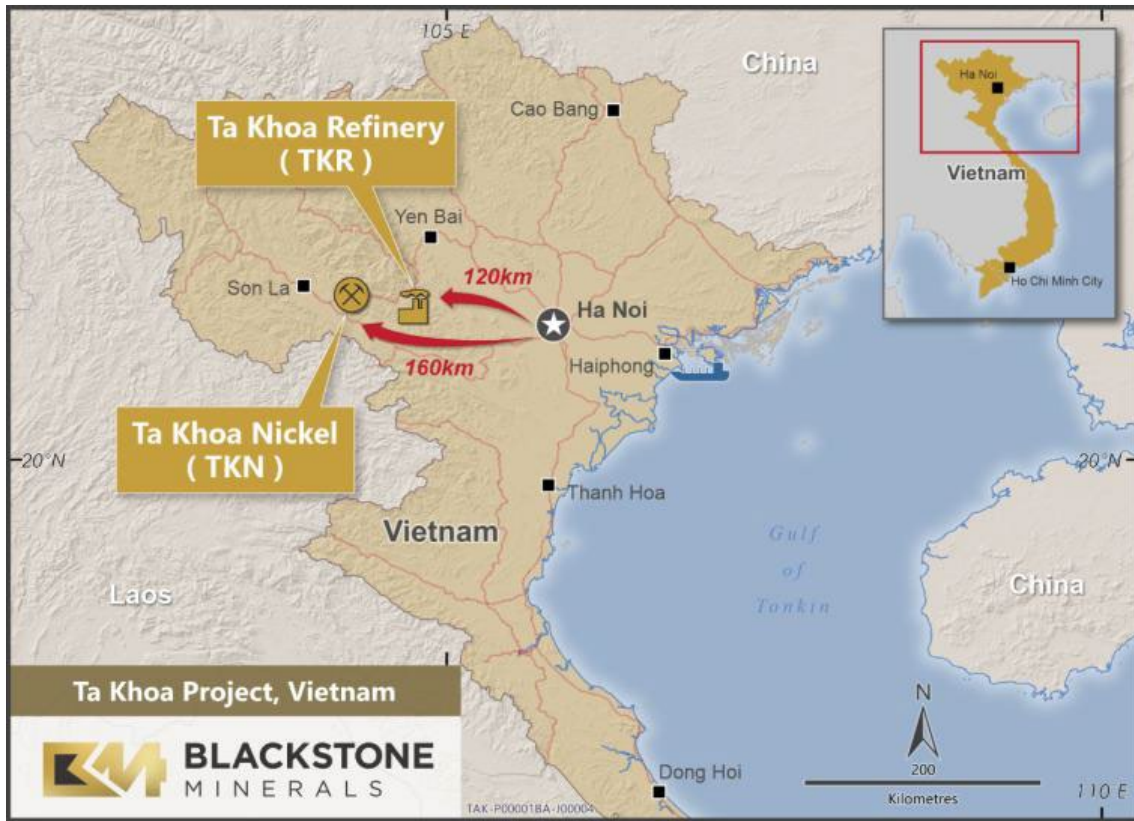 105 E
China
Ha Noi
Vietnam
Ho Chi Minh City
Cao Bang
Ta Khoa Refinery
( TKR )
Yen Bai
120km
Son La
Ha Noi
Haiphong
160km
Ta Khoa Nickel
( TKN )
20°N
20°N
Thanh Hoa
Vietnam
Gulf
of
Tonkin
China
Laos
Ta Khoa Project, Vietnam
N
200
Kilometres
BLACKSTONE
MINERALS
Dong Hoi
110 E
TAK-P00001BA-J00004